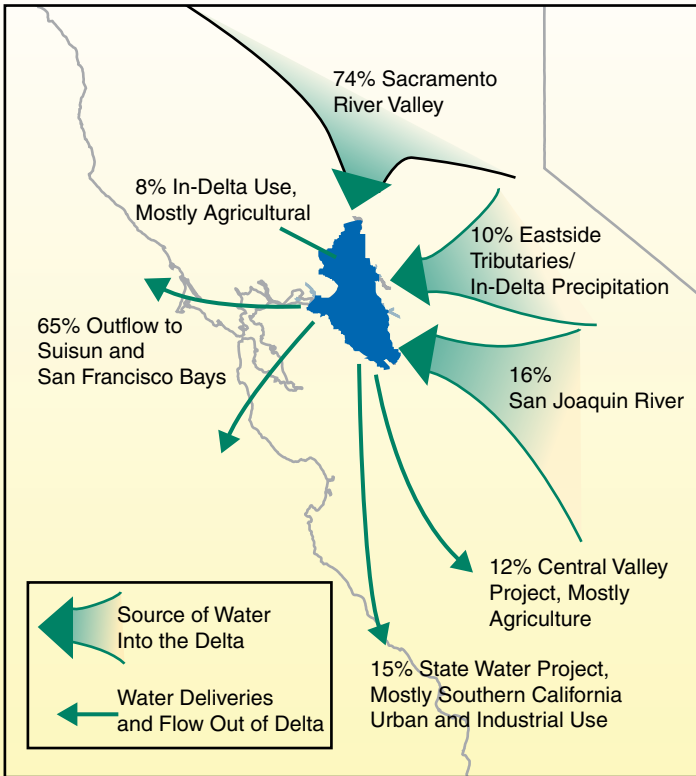 74% Sacramento
River Valley
8% In-Delta Use,
Mostly Agricultural
10% Eastside
Tributaries/
In-Delta Precipitation
65% Outflow to
Suisun and
San Francisco Bays
16%
San Joaquin River
12% Central Valley
Project, Mostly
Agriculture
15% State Water Project,
Mostly Southern California
Urban and Industrial Use
Source of Water
Into the Delta
Water Deliveries
and Flow Out of Delta